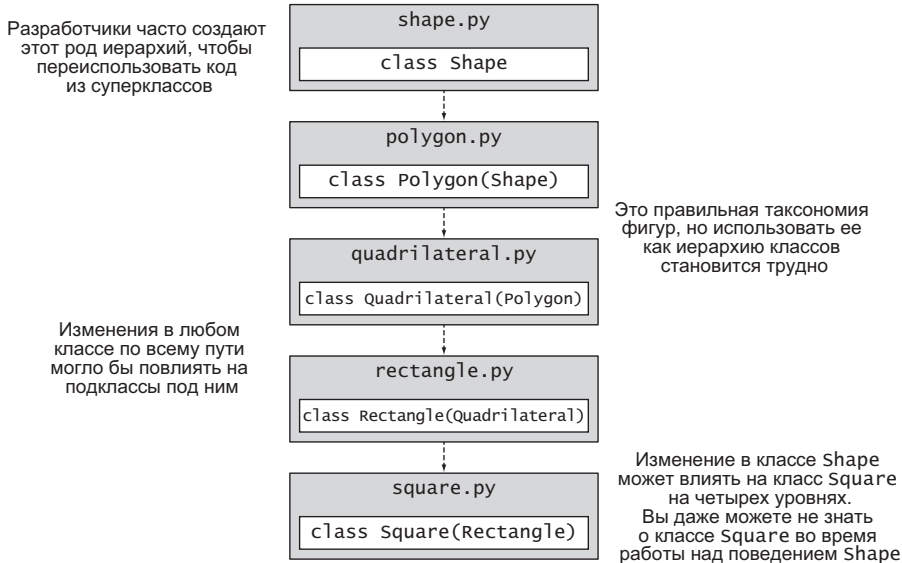 Разработчики часто создают
этот род иерархий, чтобы
переиспользовать код
из суперклассов
shape.py
class Shape
polygon.py
class Polygon(Shape)
Это правильная таксономия
фигур, но использовать ее
как иерархию классов
становится трудно
quadrilateral.py
class Quadrilateral(Polygon)
Изменения в любом
классе по всему пути
могло бы повлиять на
подклассы под ним
rectangle.py
class Rectangle(Quadrilateral)
square.py
class Square(Rectangle)
Изменение в классе Shape
может влиять на класс Square
на четырех уровнях.
Вы даже можете не знать
о классе Square во время
работы над поведением Shape